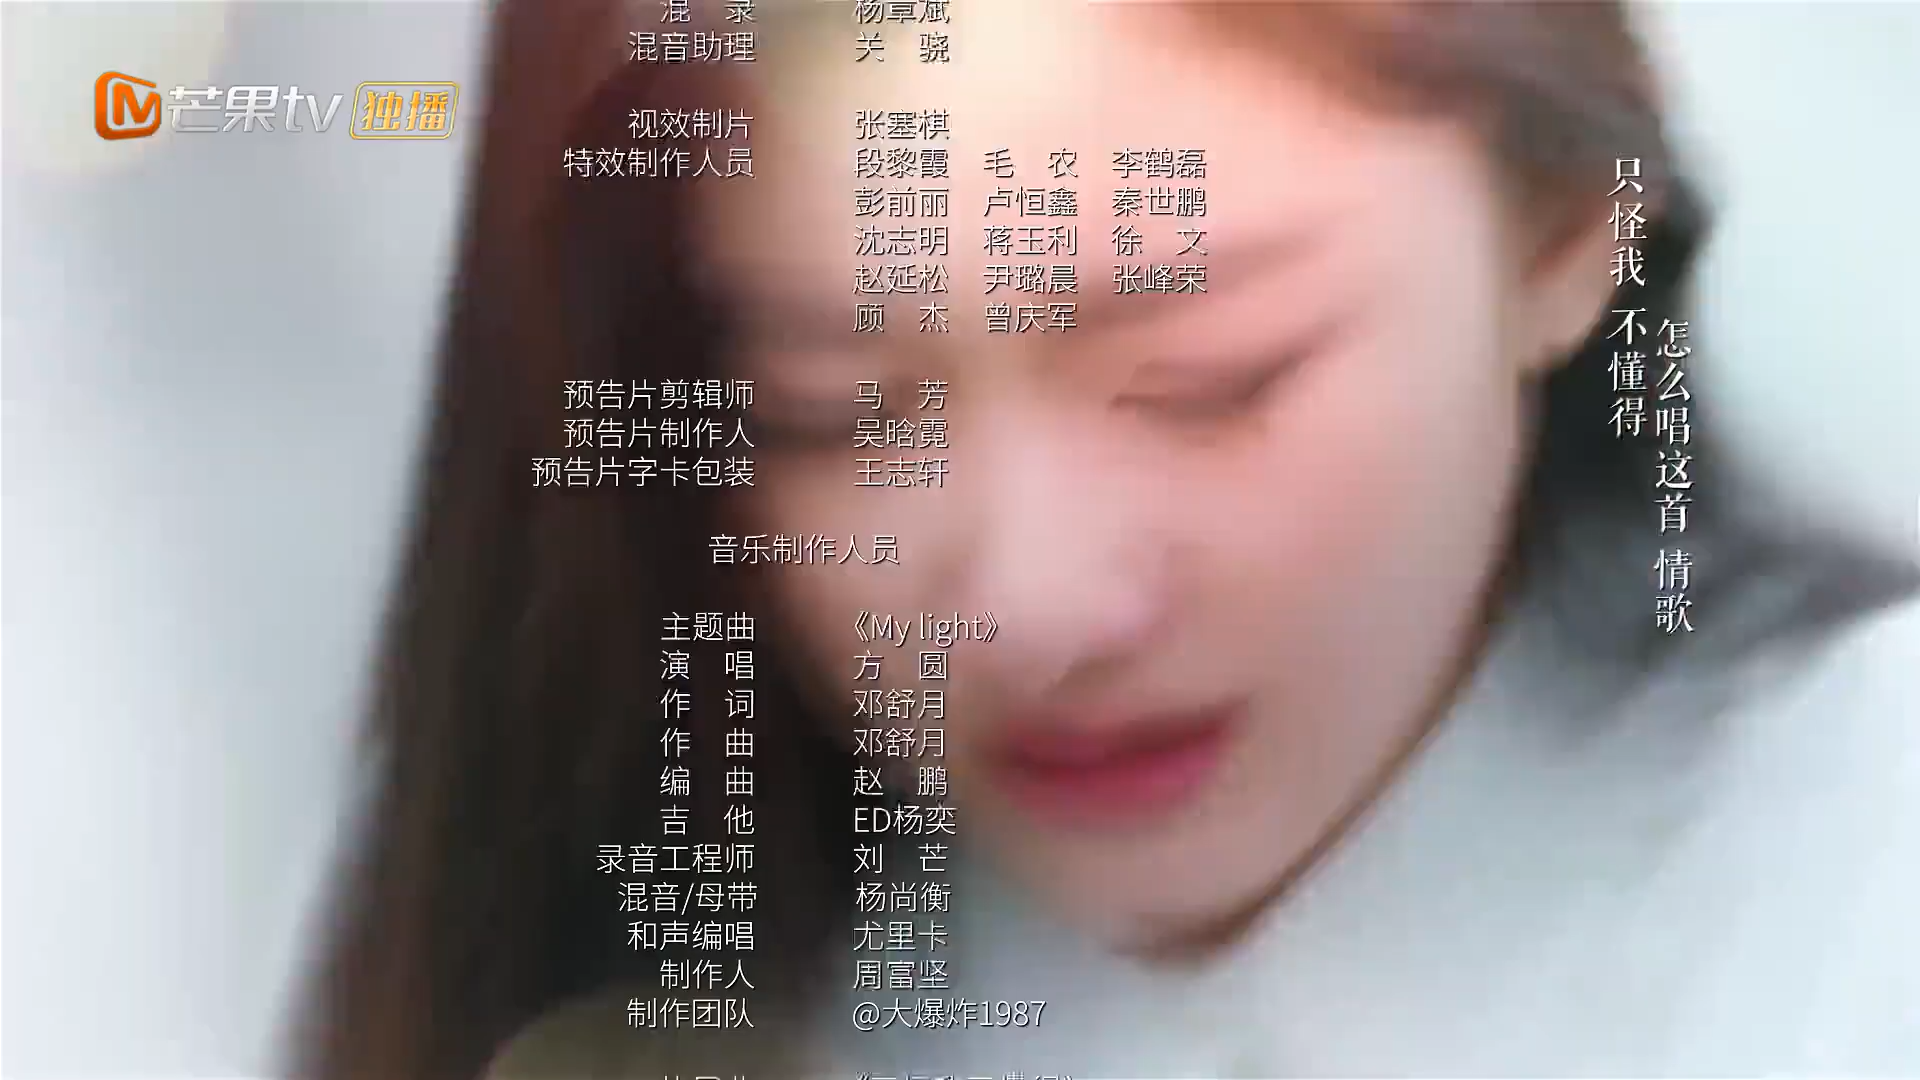 混　录　杨章斌
混音助理　关　骁
芒果tv 独播
视效制片　张塞棋
特效制作人员　段黎霞　毛　农　李鹤磊
彭前丽　卢恒鑫　秦世鹏
沈志明　蒋玉利　徐　文
赵延松　尹璐晨　张峰荣
顾　杰　曾庆军
预告片剪辑师　马　芳
预告片制作人　吴晗霓
预告片字卡包装　王志轩
音乐制作人员
主题曲　《My light》
演　唱　方　圆
作　词　邓舒月
作　曲　邓舒月
编　曲　赵　鹏
吉　他　ED杨奕
录音工程师　刘　芒
混音/母带　杨尚衡
和声编唱　尤里卡
制作人　周富坚
制作团队　@大爆炸1987
只怪我 不懂得
怎么唱这首 情歌